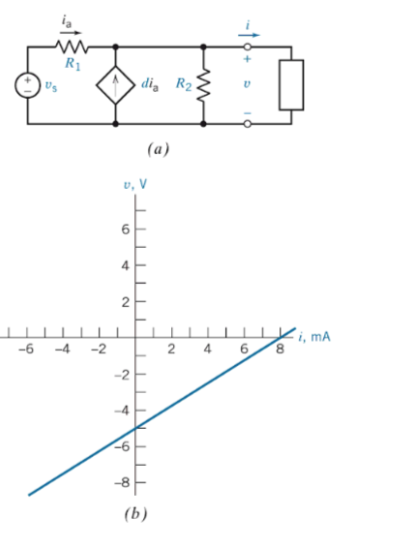 iₐ
i
R₁
+
−
vₛ
diₐ
R₂
+
v
−
(a)
v, V
6
4
2
−6 −4 −2 2 4 6 8 i, mA
−2
−4
−6
−8
(b)